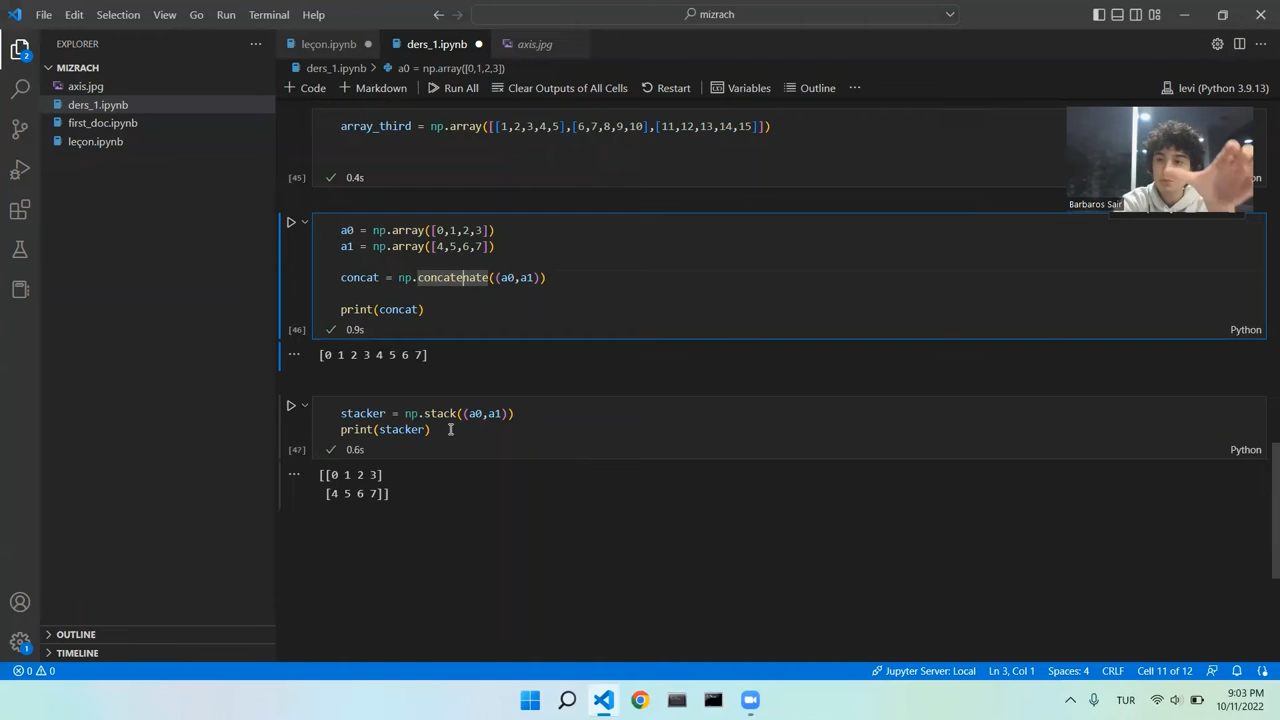 File Edit Selection View Go Run Terminal Help
mizrach
EXPLORER
MIZRACH
axis.jpg
ders_1.ipynb
first_doc.ipynb
leçon.ipynb
OUTLINE
TIMELINE
leçon.ipynb
ders_1.ipynb
axis.jpg
ders_1.ipynb > a0 = np.array([0,1,2,3])
+ Code + Markdown Run All Clear Outputs of All Cells Restart Variables Outline ...
levi (Python 3.9.13)
array_third = np.array([[1,2,3,4,5],[6,7,8,9,10],[11,12,13,14,15]])
[45] 0.4s
Barbaros Sair
a0 = np.array([0,1,2,3])
a1 = np.array([4,5,6,7])
concat = np.concatenate((a0,a1))
print(concat)
[46] 0.9s Python
[0 1 2 3 4 5 6 7]
stacker = np.stack((a0,a1))
print(stacker)
[47] 0.6s Python
[[0 1 2 3]
[4 5 6 7]]
2
1
0 0 Jupyter Server: Local Ln 3, Col 1 Spaces: 4 CRLF Cell 11 of 12
TUR
9:03 PM
10/11/2022